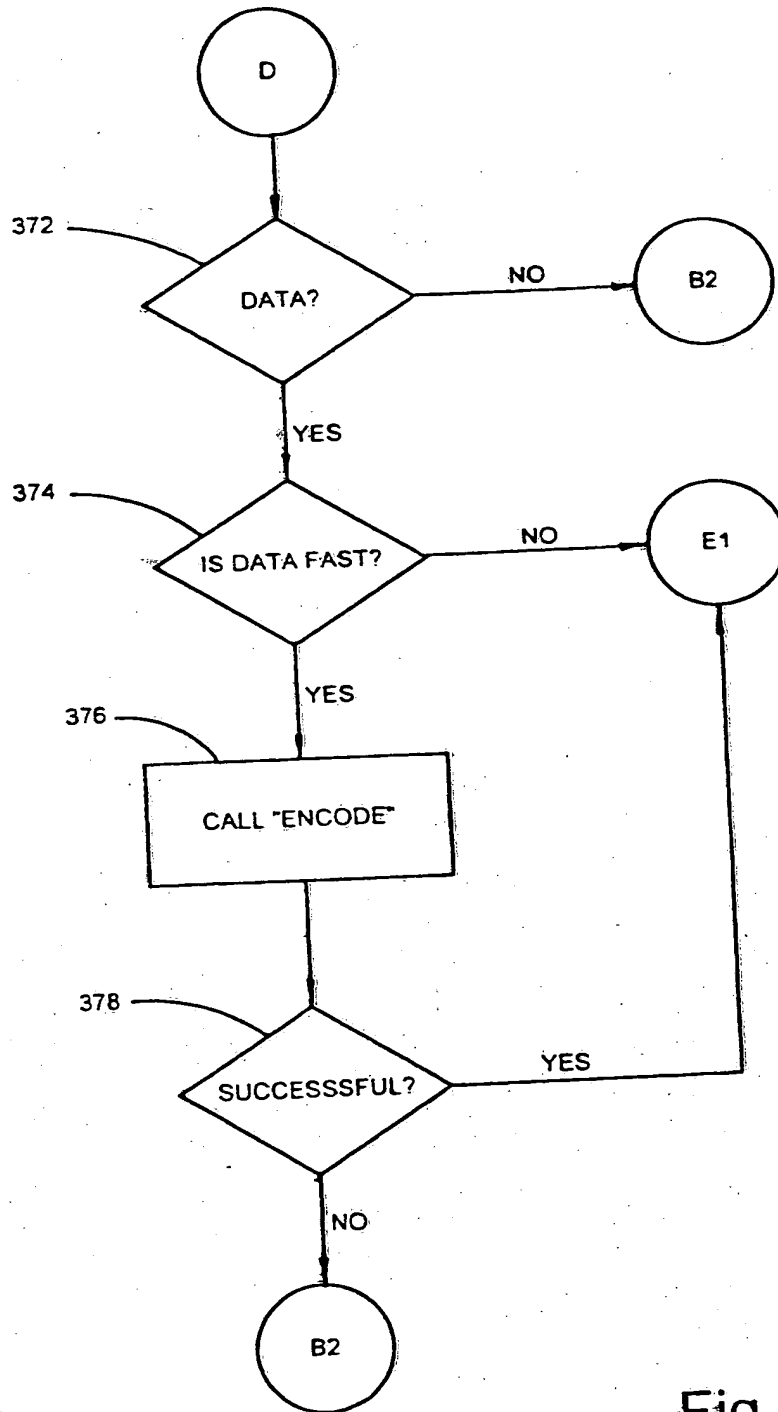 D
372
DATA?
NO
B2
YES
374
IS DATA FAST?
NO
E1
YES
376
CALL "ENCODE"
378
SUCCESSSFUL?
YES
NO
B2
Fig